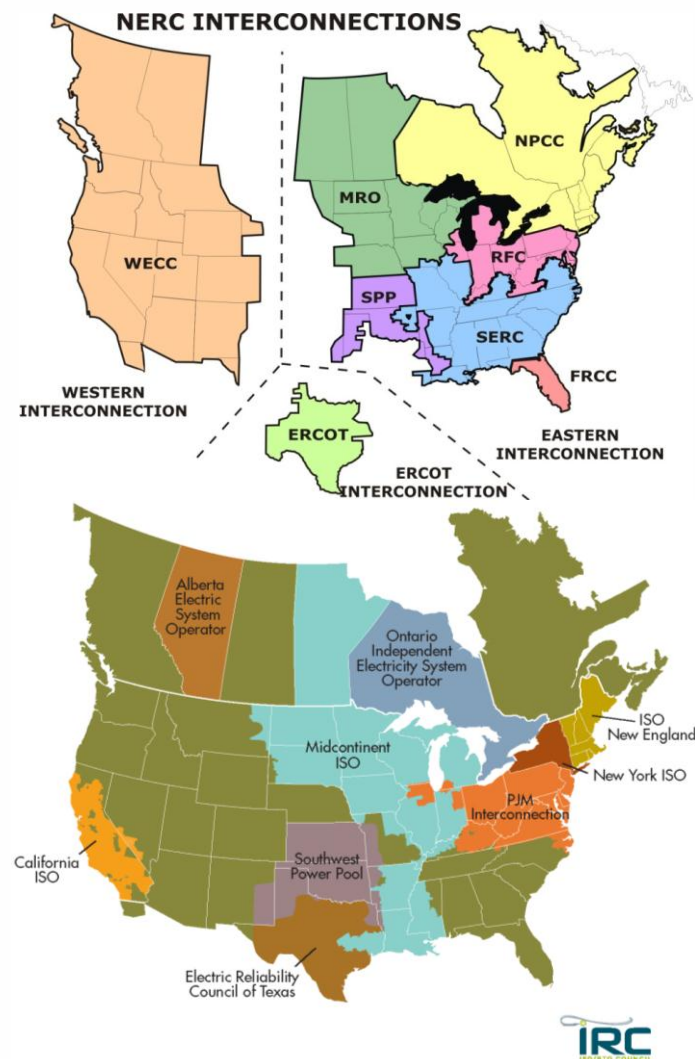 NERC INTERCONNECTIONS
NPCC
MRO
RFC
WECC
SPP
SERC
FRCC
WESTERN
INTERCONNECTION
ERCOT
EASTERN
INTERCONNECTION
ERCOT
INTERCONNECTION
Alberta
Electric
System
Operator
Ontario
Independent
Electricity System
Operator
ISO
New England
Midcontinent
ISO
New York ISO
PJM
Interconnection
California
ISO
Southwest
Power Pool
Electric Reliability
Council of Texas
IRC